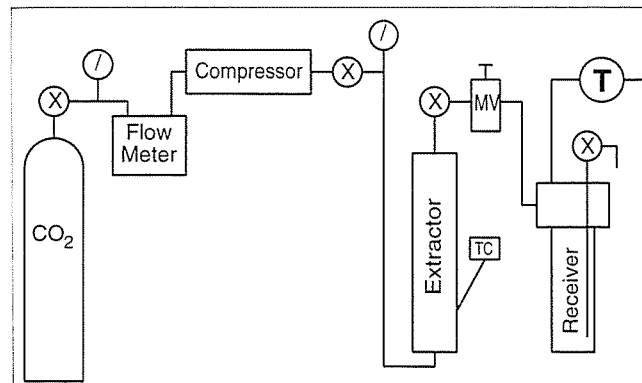 CO₂
X
/
Flow
Meter
Compressor
X
/
Extractor
TC
X
MV
T
X
Receiver